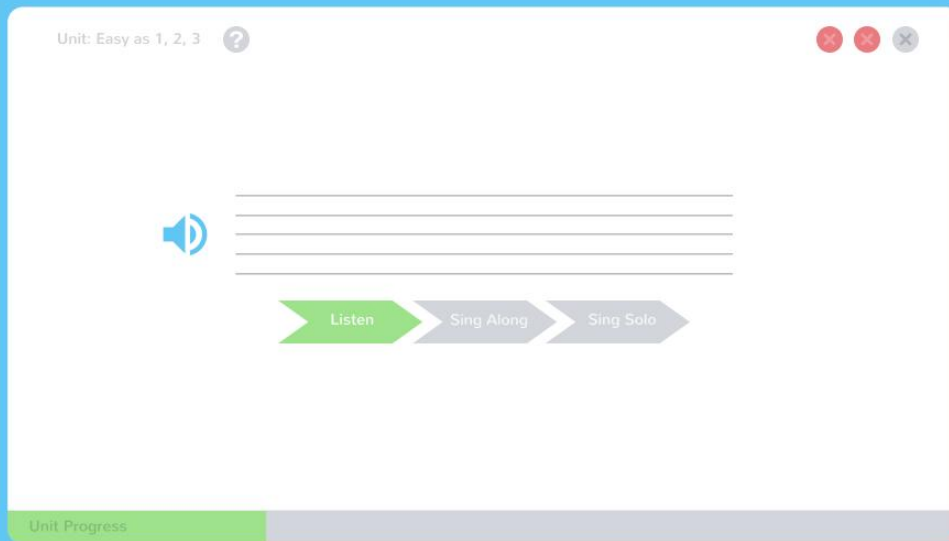 Unit: Easy as 1, 2, 3 ?
Listen Sing Along Sing Solo
Unit Progress